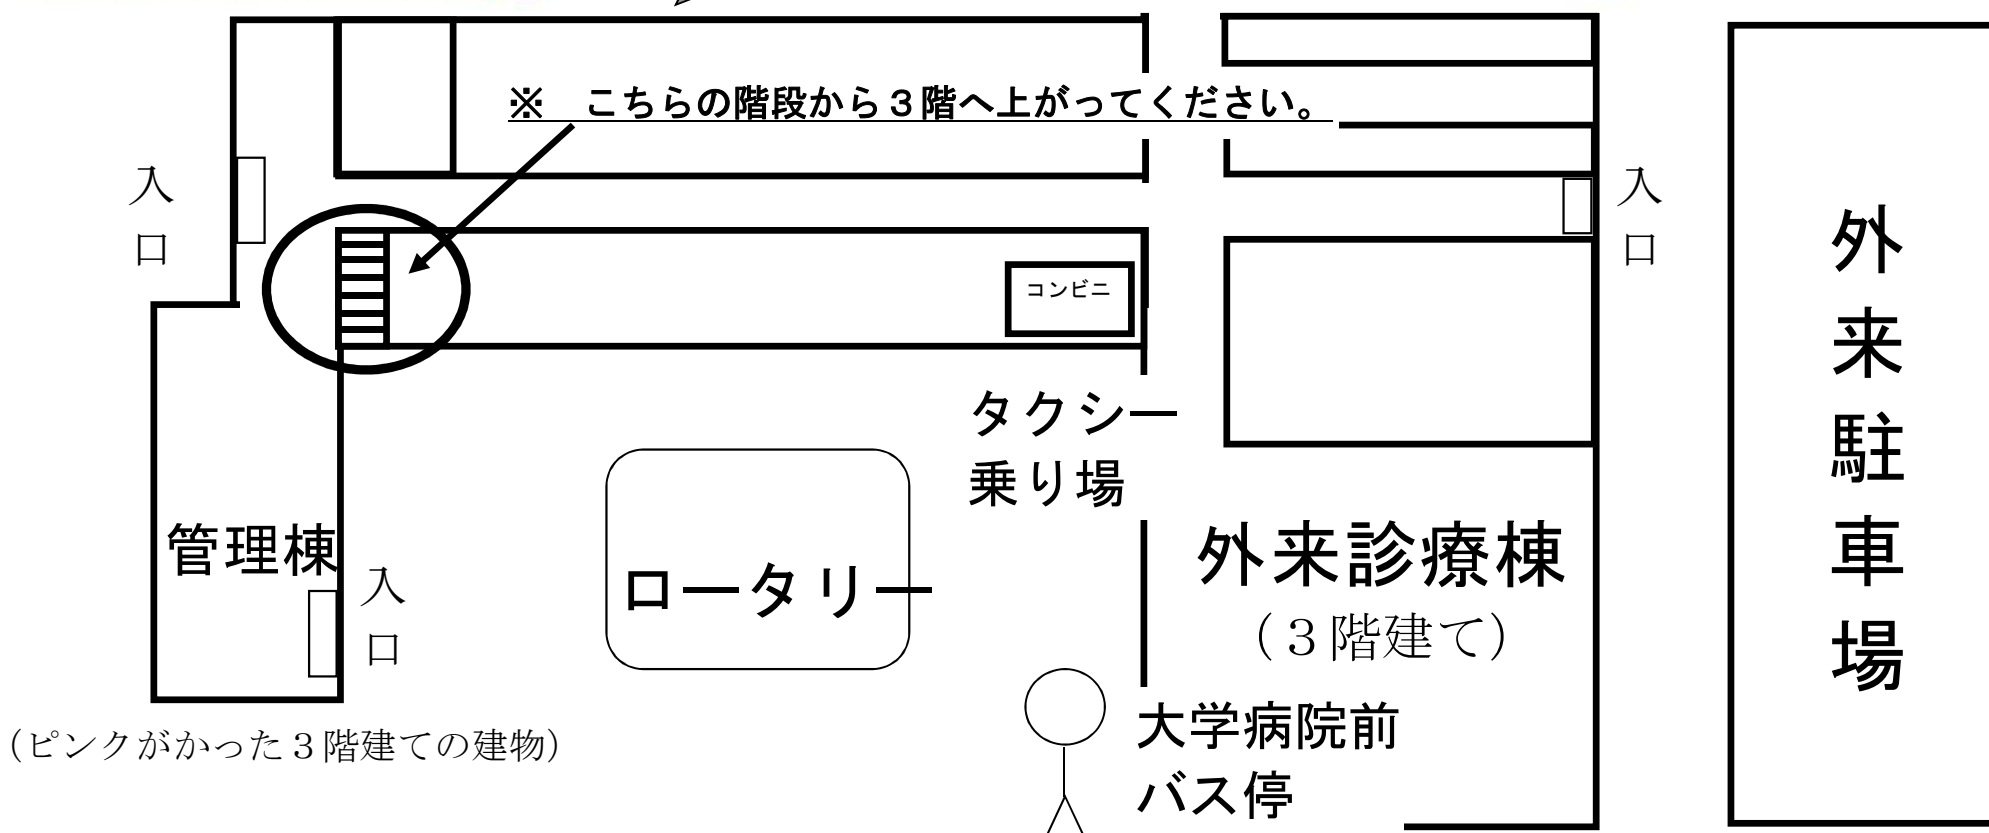 ※　こちらの階段から３階へ上がってください。
入口
入口
コンビニ
外来駐車場
タクシー
乗り場
管理棟
入口
ロータリー
外来診療棟
（３階建て）
（ピンクがかった３階建ての建物）
大学病院前
バス停